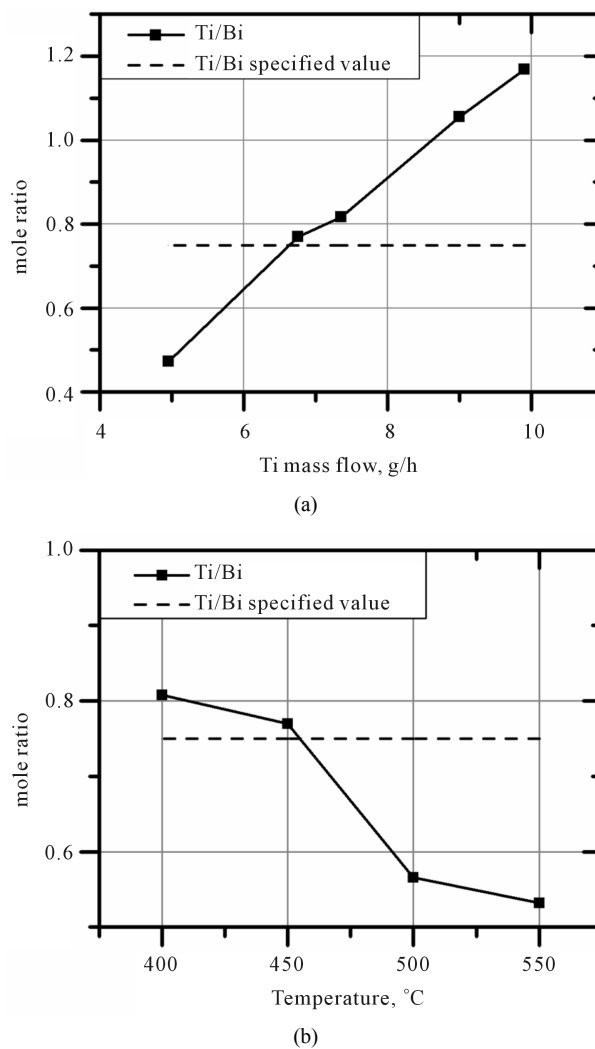 Ti/Bi
Ti/Bi specified value
1.2
1.0
0.8
0.6
0.4
mole ratio
4 6 8 10
Ti mass flow, g/h
(a)
1.0
Ti/Bi
Ti/Bi specified value
0.8
0.6
mole ratio
400 450 500 550
Temperature, °C
(b)